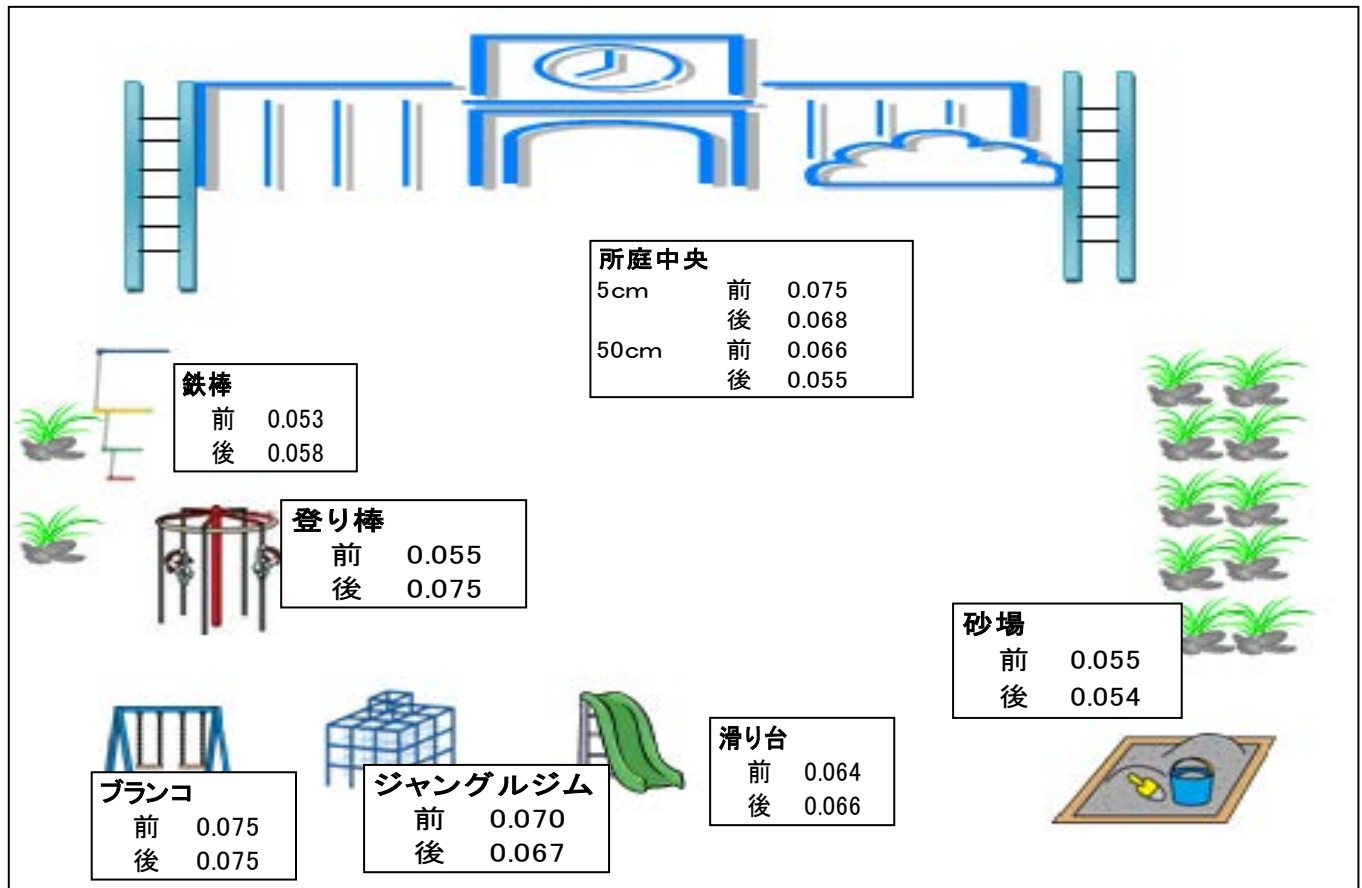 所庭中央
5cm 前 0.075
後 0.068
50cm 前 0.066
後 0.055
鉄棒
前 0.053
後 0.058
登り棒
前 0.055
後 0.075
砂場
前 0.055
後 0.054
滑り台
前 0.064
後 0.066
ジャングルジム
前 0.070
後 0.067
ブランコ
前 0.075
後 0.075